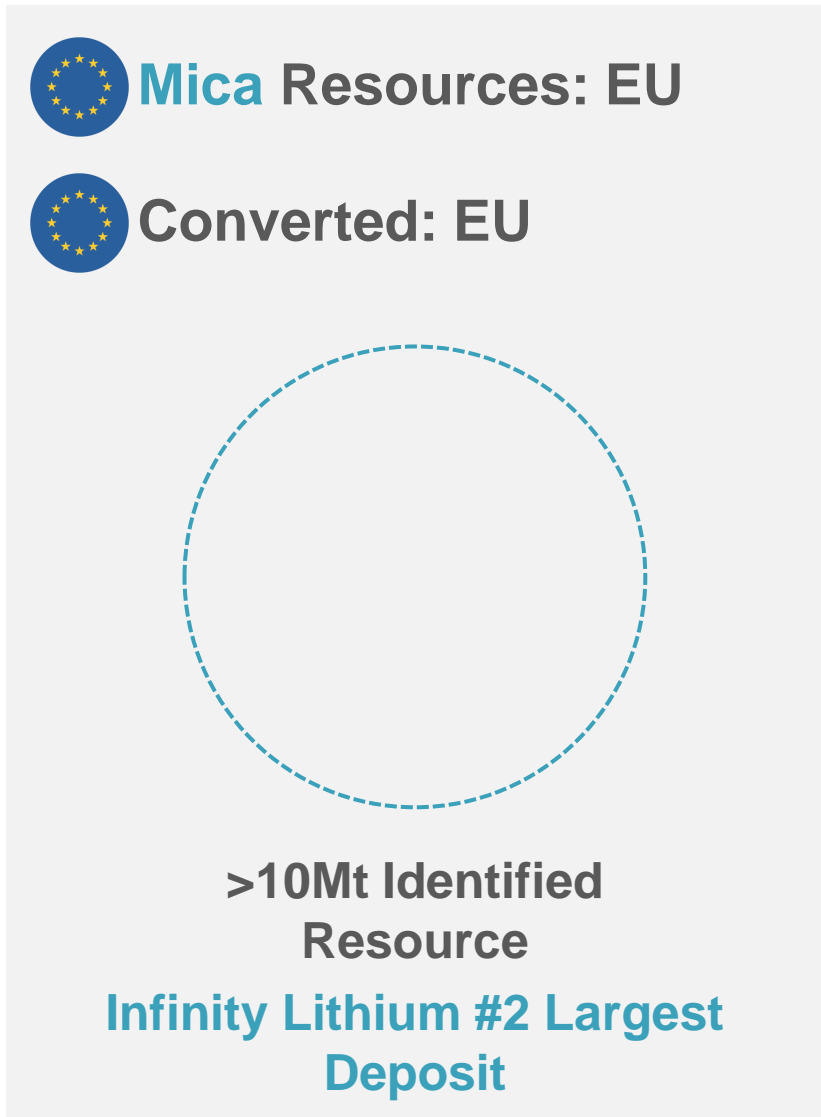 Mica Resources: EU
Converted: EU
>10Mt Identified
Resource
Infinity Lithium #2 Largest
Deposit